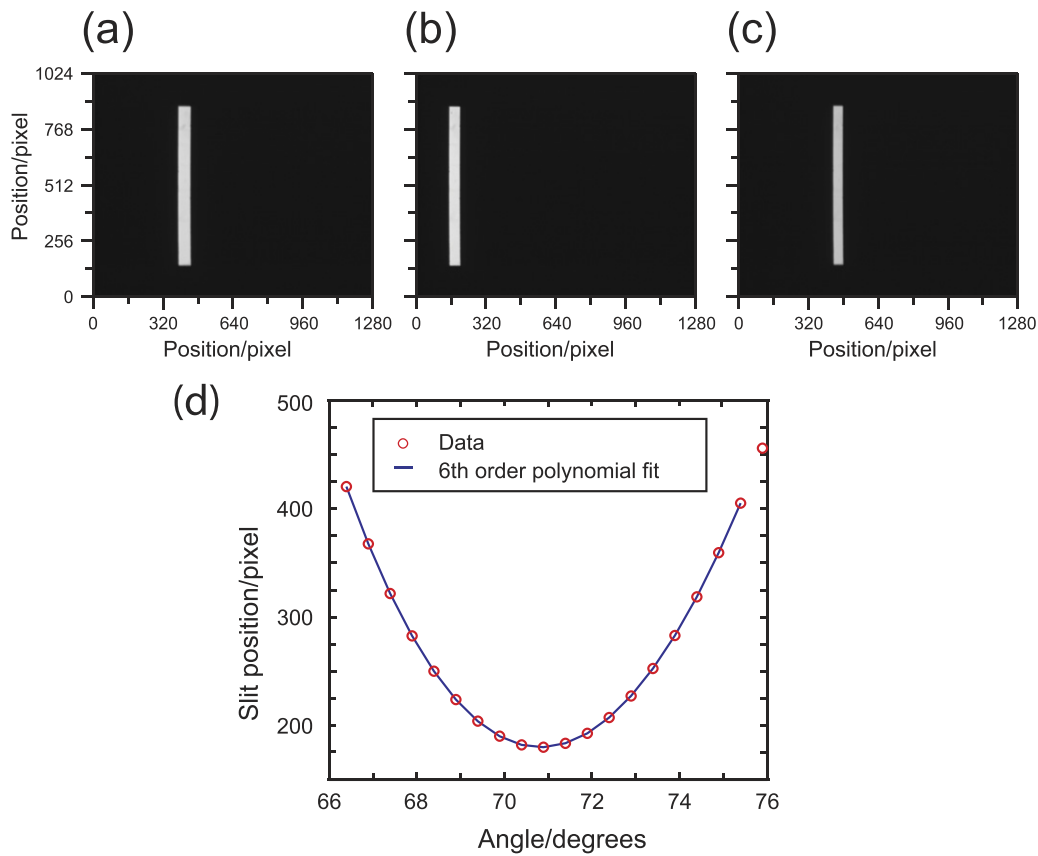 (a)
(b)
(c)
1024
768
512
256
0
Position/pixel
0 320 640 960 1280
Position/pixel
0 320 640 960 1280
Position/pixel
0 320 640 960 1280
Position/pixel
(d)
500
400
300
200
Slit position/pixel
Data
6th order polynomial fit
66 68 70 72 74 76
Angle/degrees